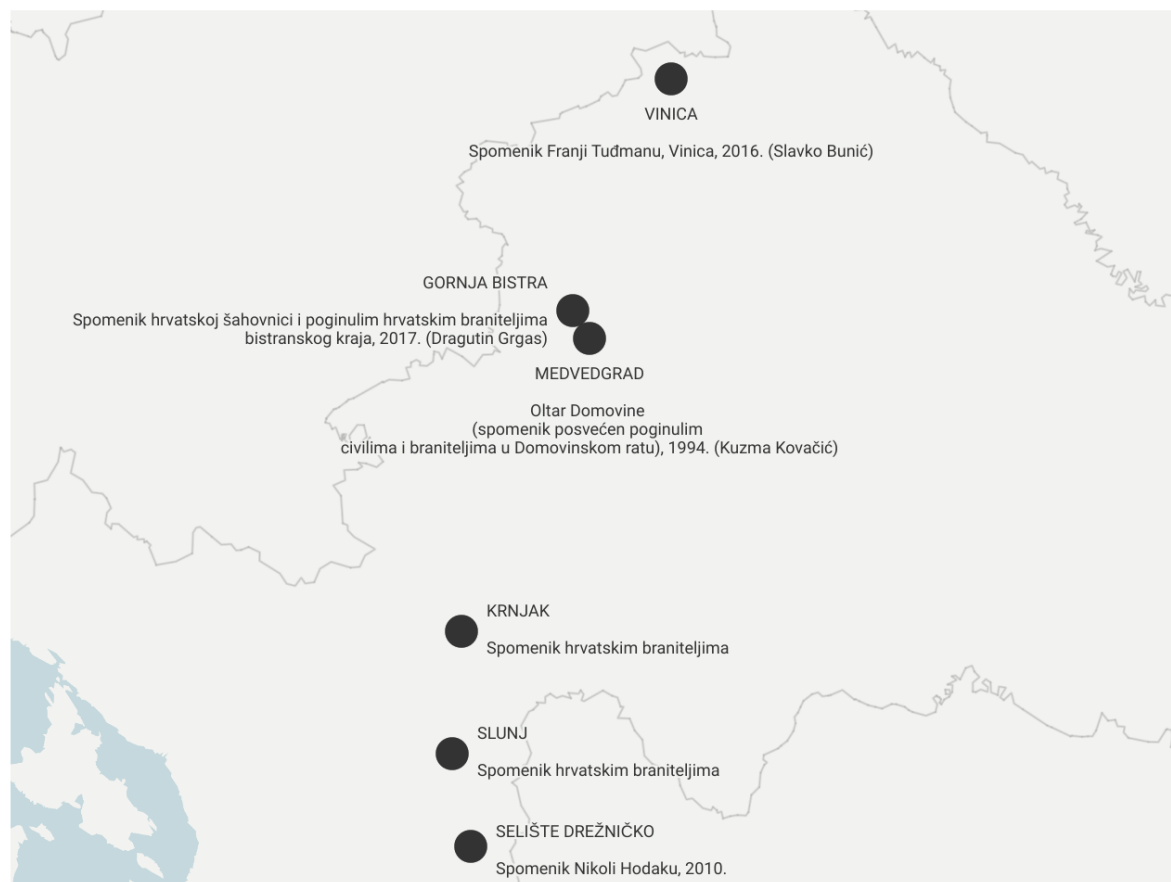 VINICA
Spomenik Franji Tuđmanu, Vinica, 2016. (Slavko Bunić)
GORNJA BISTRA
Spomenik hrvatskoj šahovnici i poginulim hrvatskim braniteljima
bistranskog kraja, 2017. (Dragutin Grgas)
MEDVEDGRAD
Oltar Domovine
(spomenik posvećen poginulim
civilima i braniteljima u Domovinskom ratu), 1994. (Kuzma Kovačić)
KRNJAK
Spomenik hrvatskim braniteljima
SLUNJ
Spomenik hrvatskim braniteljima
SELIŠTE DREŽNIČKO
Spomenik Nikoli Hodaku, 2010.